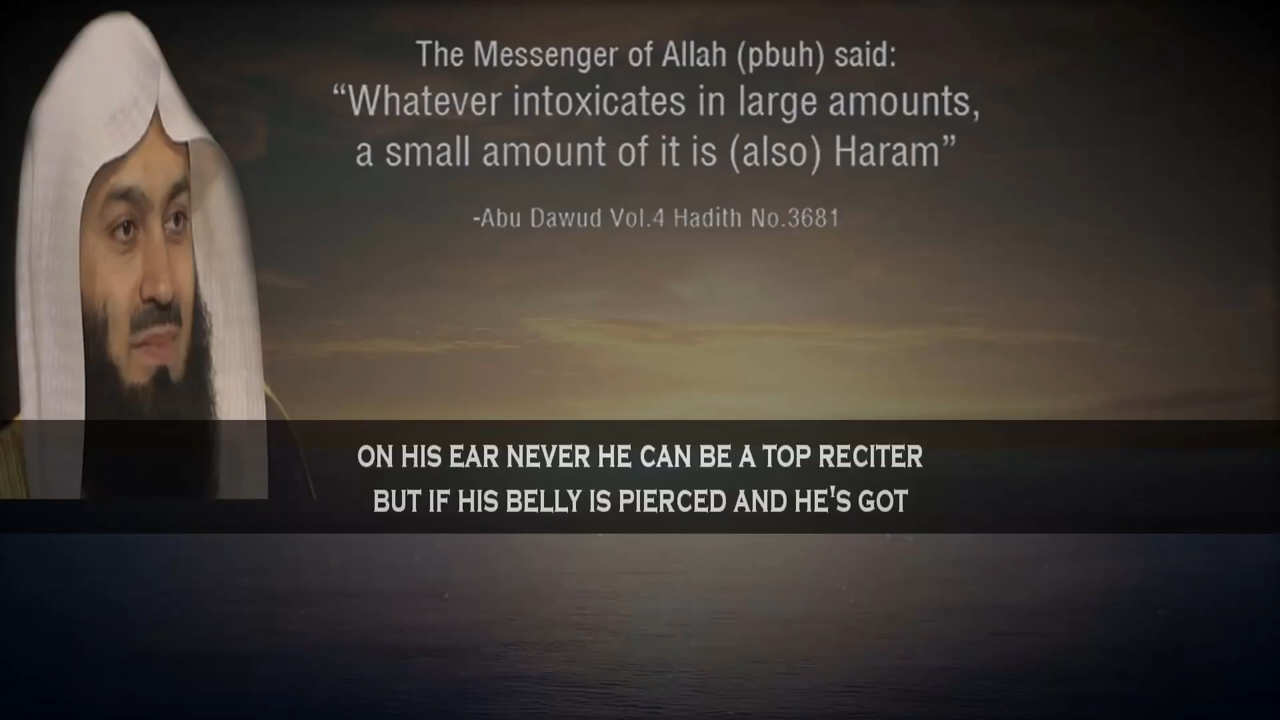 The Messenger of Allah (pbuh) said:
“Whatever intoxicates in large amounts,
a small amount of it is (also) Haram”
-Abu Dawud Vol.4 Hadith No.3681
ON HIS EAR NEVER HE CAN BE A TOP RECITER
BUT IF HIS BELLY IS PIERCED AND HE'S GOT